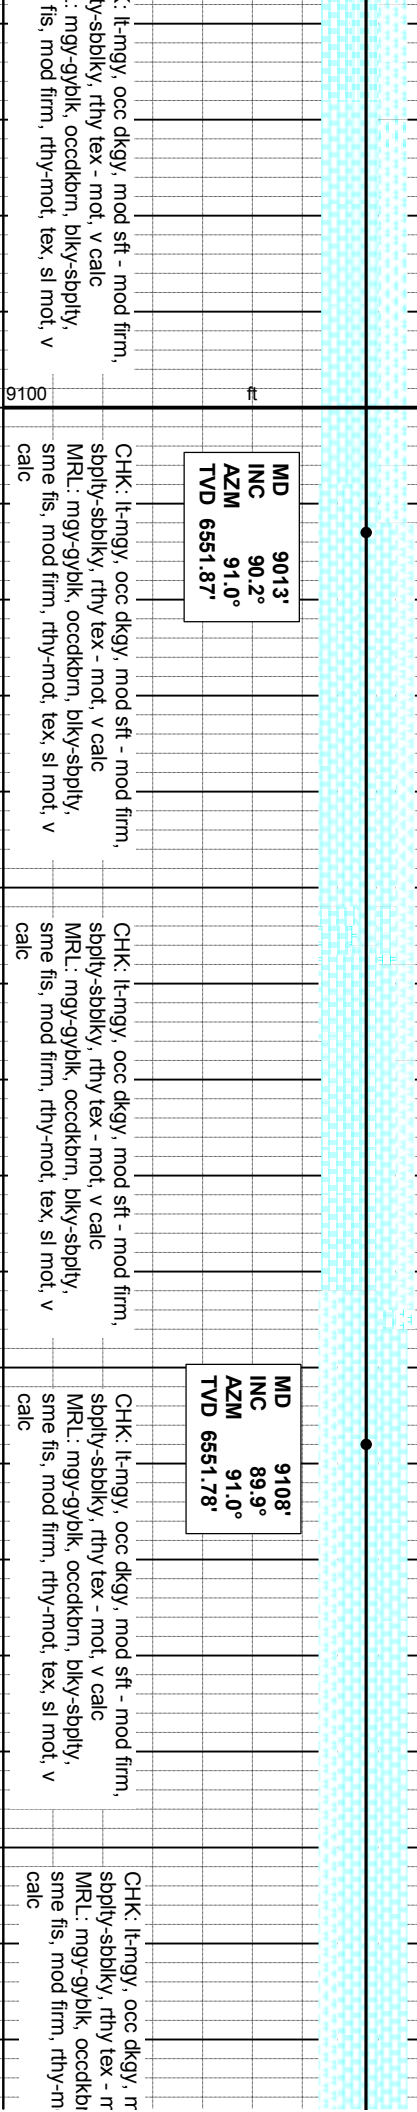 K: lt-mgy, occ dkgy, mod sft - mod firm,
ty-sbblky, rthy tex - mot, v calc
: mgy-gyblk, occdkbrn, blky-sbplty,
fis, mod firm, rthy-mot, tex, sl mot, v
9100
ft
MD 9013'
INC 90.2°
AZM 91.0°
TVD 6551.87'
CHK: lt-mgy, occ dkgy, mod sft - mod firm,
sbplty-sbblky, rthy tex - mot, v calc
MRL: mgy-gyblk, occdkbrn, blky-sbplty,
sme fis, mod firm, rthy-mot, tex, sl mot, v
calc
CHK: lt-mgy, occ dkgy, mod sft - mod firm,
sbplty-sbblky, rthy tex - mot, v calc
MRL: mgy-gyblk, occdkbrn, blky-sbplty,
sme fis, mod firm, rthy-mot, tex, sl mot, v
calc
MD 9108'
INC 89.9°
AZM 91.0°
TVD 6551.78'
CHK: lt-mgy, occ dkgy, mod sft - mod firm,
sbplty-sbblky, rthy tex - mot, v calc
MRL: mgy-gyblk, occdkbrn, blky-sbplty,
sme fis, mod firm, rthy-mot, tex, sl mot, v
calc
CHK: lt-mgy, occ dkgy, m
sbplty-sbblky, rthy tex - m
MRL: mgy-gyblk, occdkbr
sme fis, mod firm, rthy-m
calc